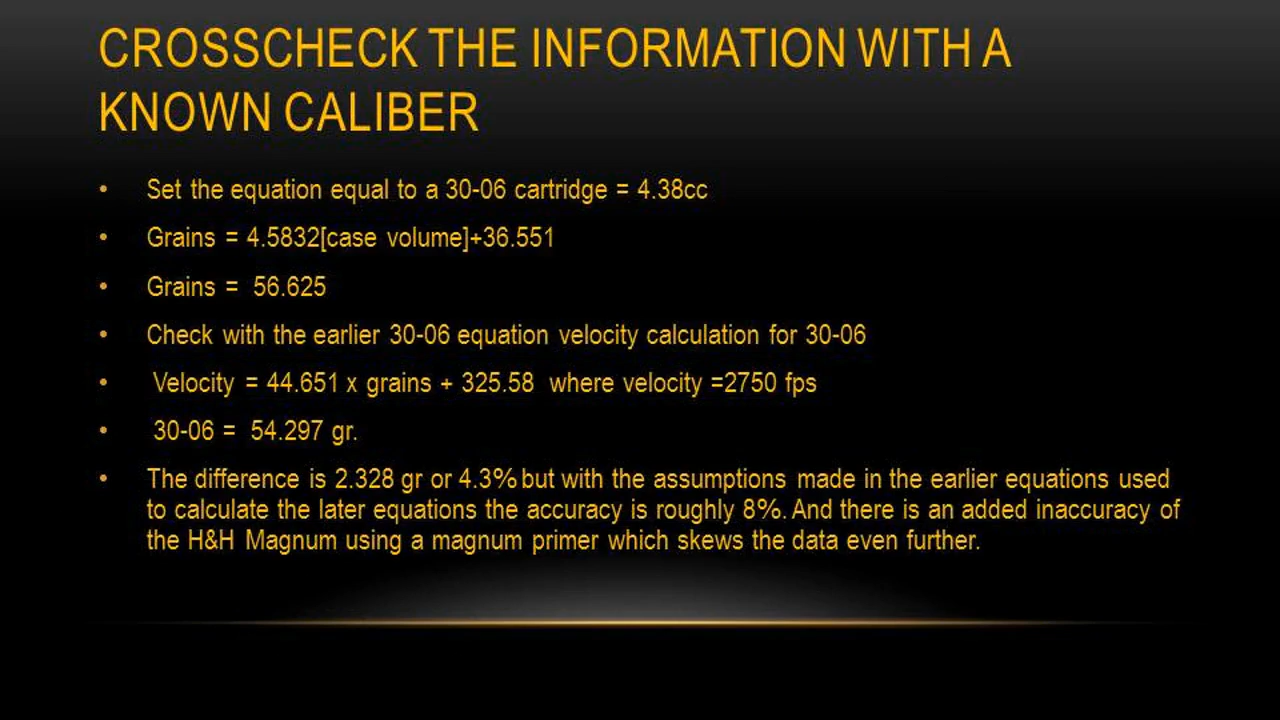 CROSSCHECK THE INFORMATION WITH A
KNOWN CALIBER
• Set the equation equal to a 30-06 cartridge = 4.38cc
• Grains = 4.5832[case volume]+36.551
• Grains = 56.625
• Check with the earlier 30-06 equation velocity calculation for 30-06
• Velocity = 44.651 x grains + 325.58 where velocity =2750 fps
• 30-06 = 54.297 gr.
• The difference is 2.328 gr or 4.3% but with the assumptions made in the earlier equations used
to calculate the later equations the accuracy is roughly 8%. And there is an added inaccuracy of
the H&H Magnum using a magnum primer which skews the data even further.